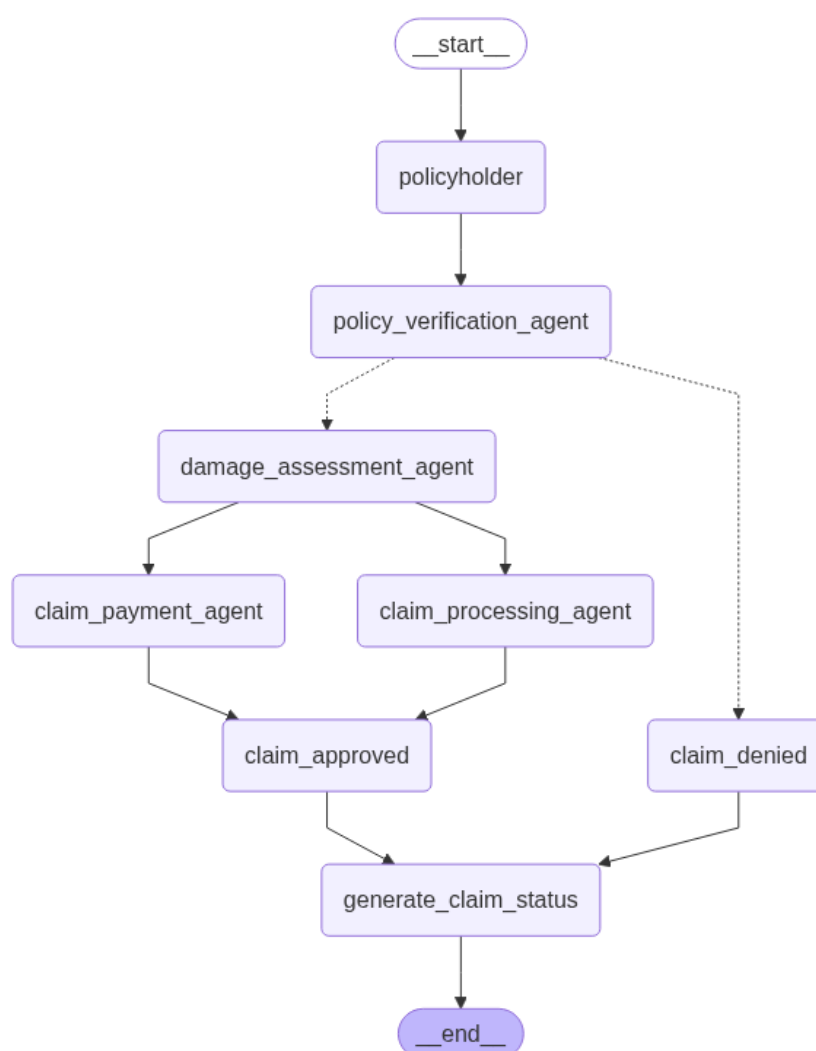 __start__
policyholder
policy_verification_agent
damage_assessment_agent
claim_payment_agent
claim_processing_agent
claim_approved
claim_denied
generate_claim_status
__end__